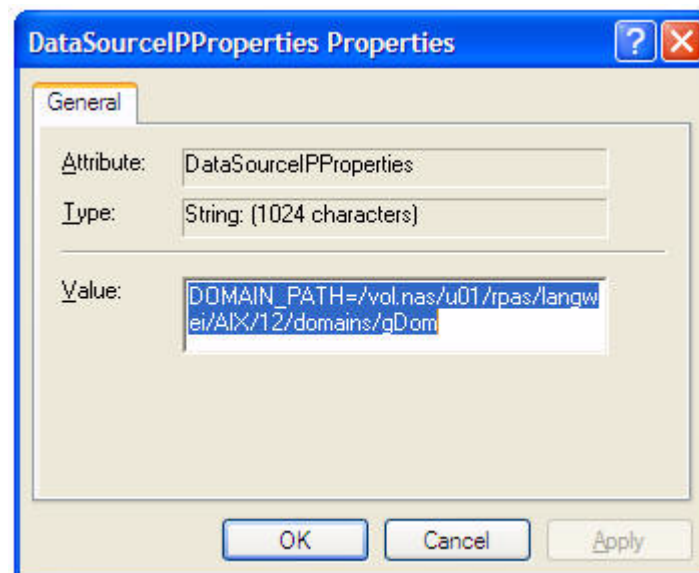 DataSourceIPProperties Properties
General
Attribute: DataSourceIPProperties
Type: String: (1024 characters)
Value: DOMAIN_PATH=/vol.nas/u01/rpas/langw
ei/AIX/12/domains/gDom
OK Cancel Apply